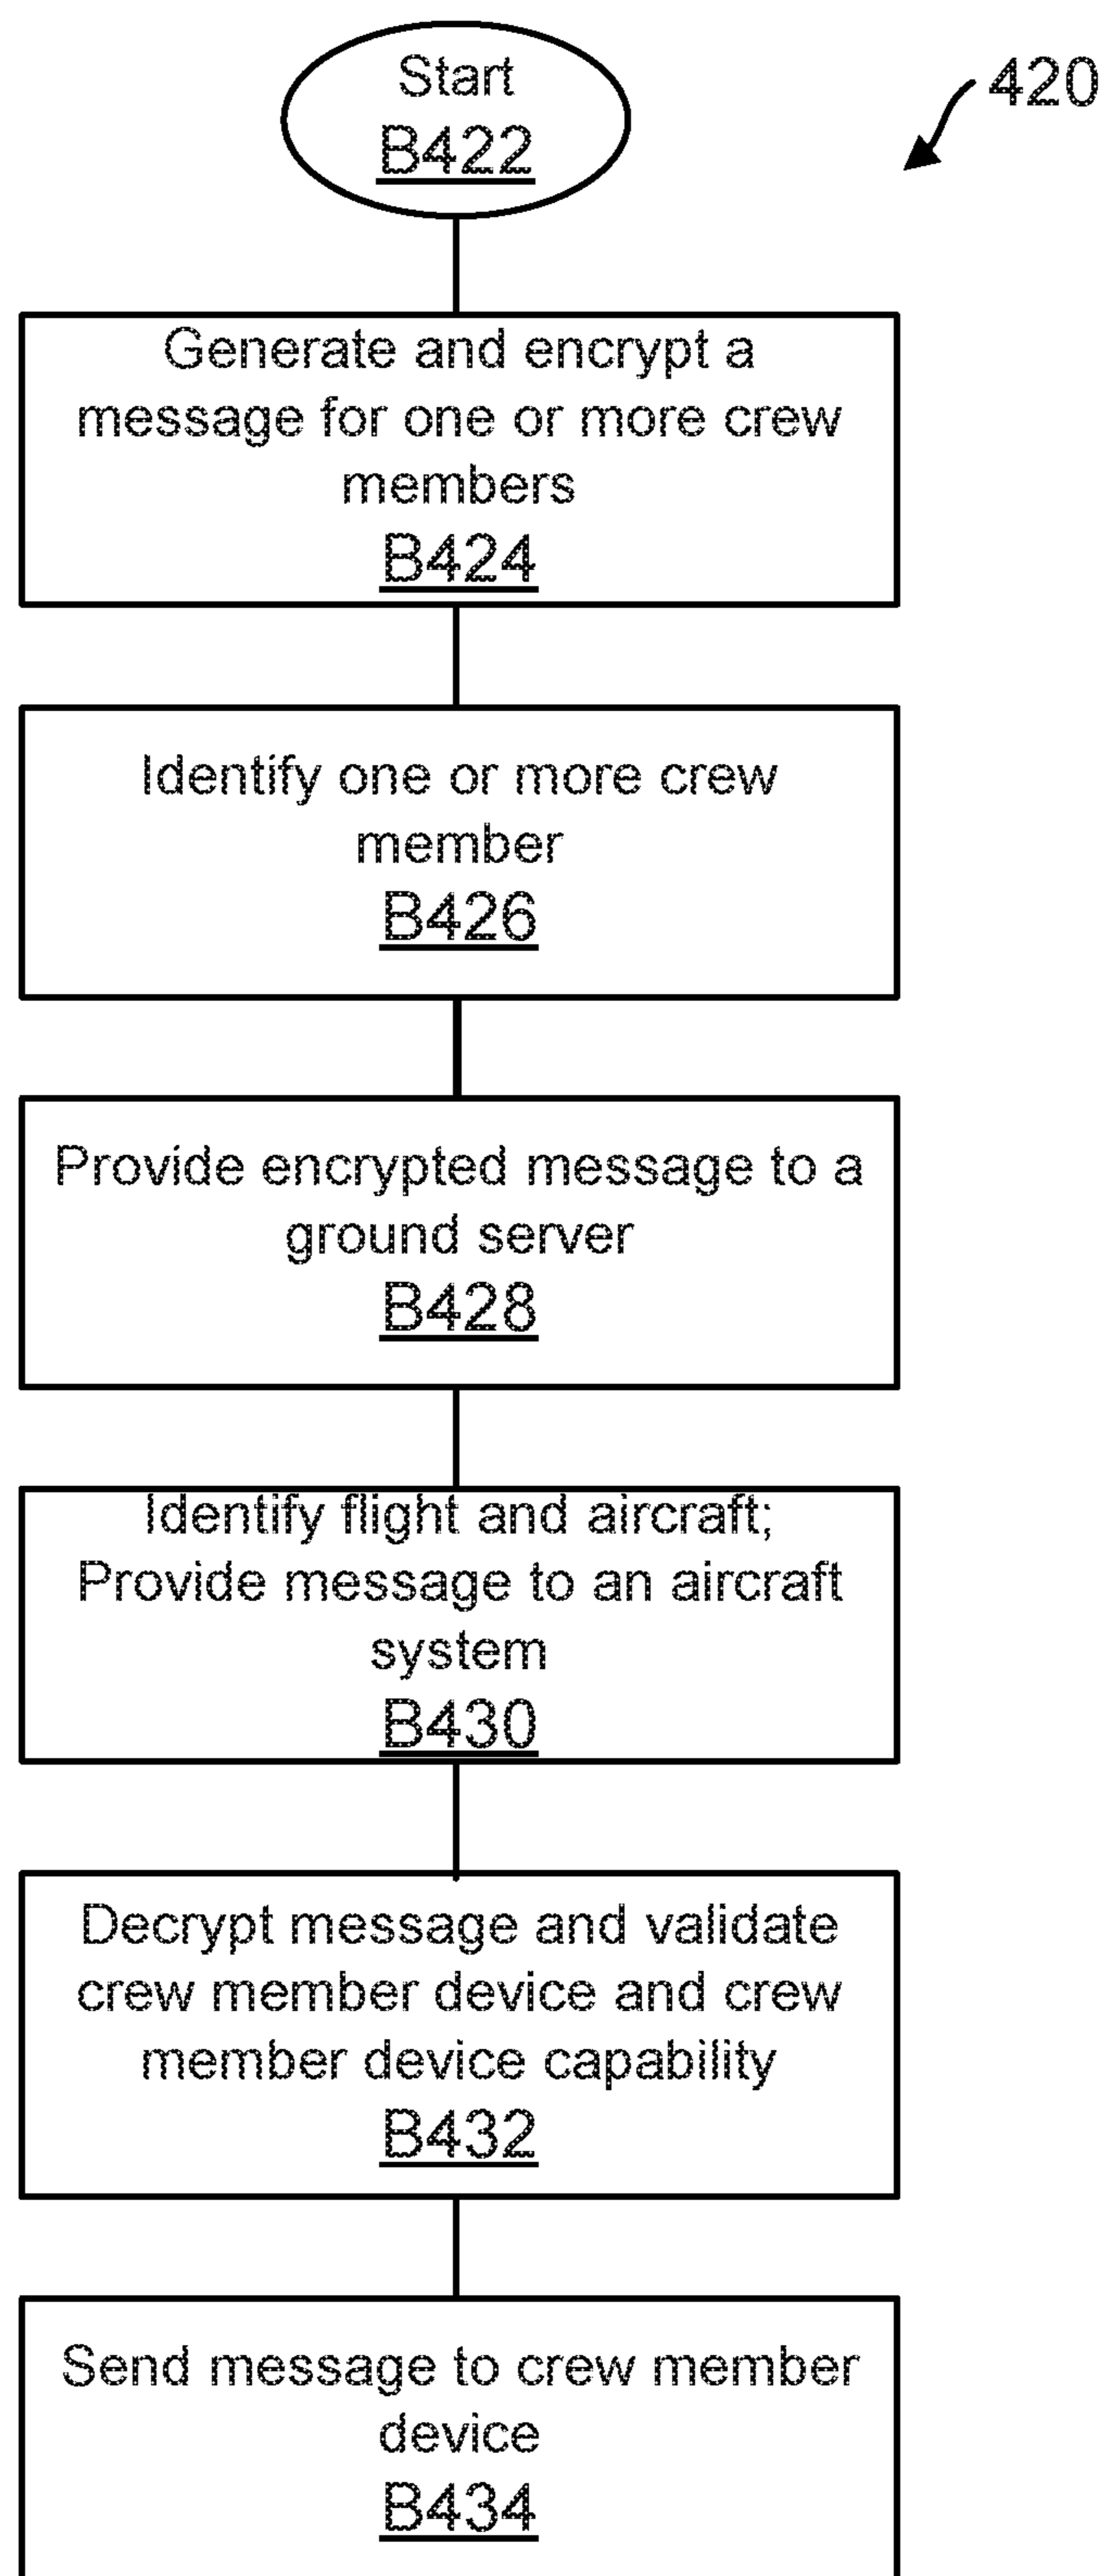 Start
B422
420
Generate and encrypt a
message for one or more crew
members
B424
Identify one or more crew
member
B426
Provide encrypted message to a
ground server
B428
Identify flight and aircraft;
Provide message to an aircraft
system
B430
Decrypt message and validate
crew member device and crew
member device capability
B432
Send message to crew member
device
B434